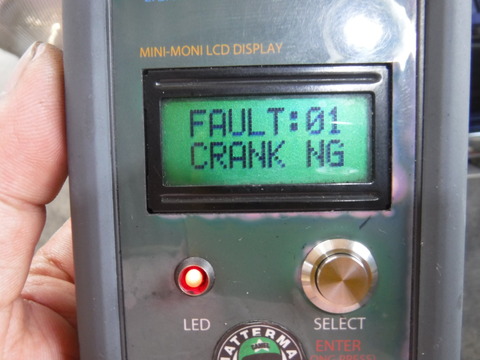 MINI-MONI LCD DISPLAY
FAULT:01
CRANK NG
LED
SELECT
ENTER